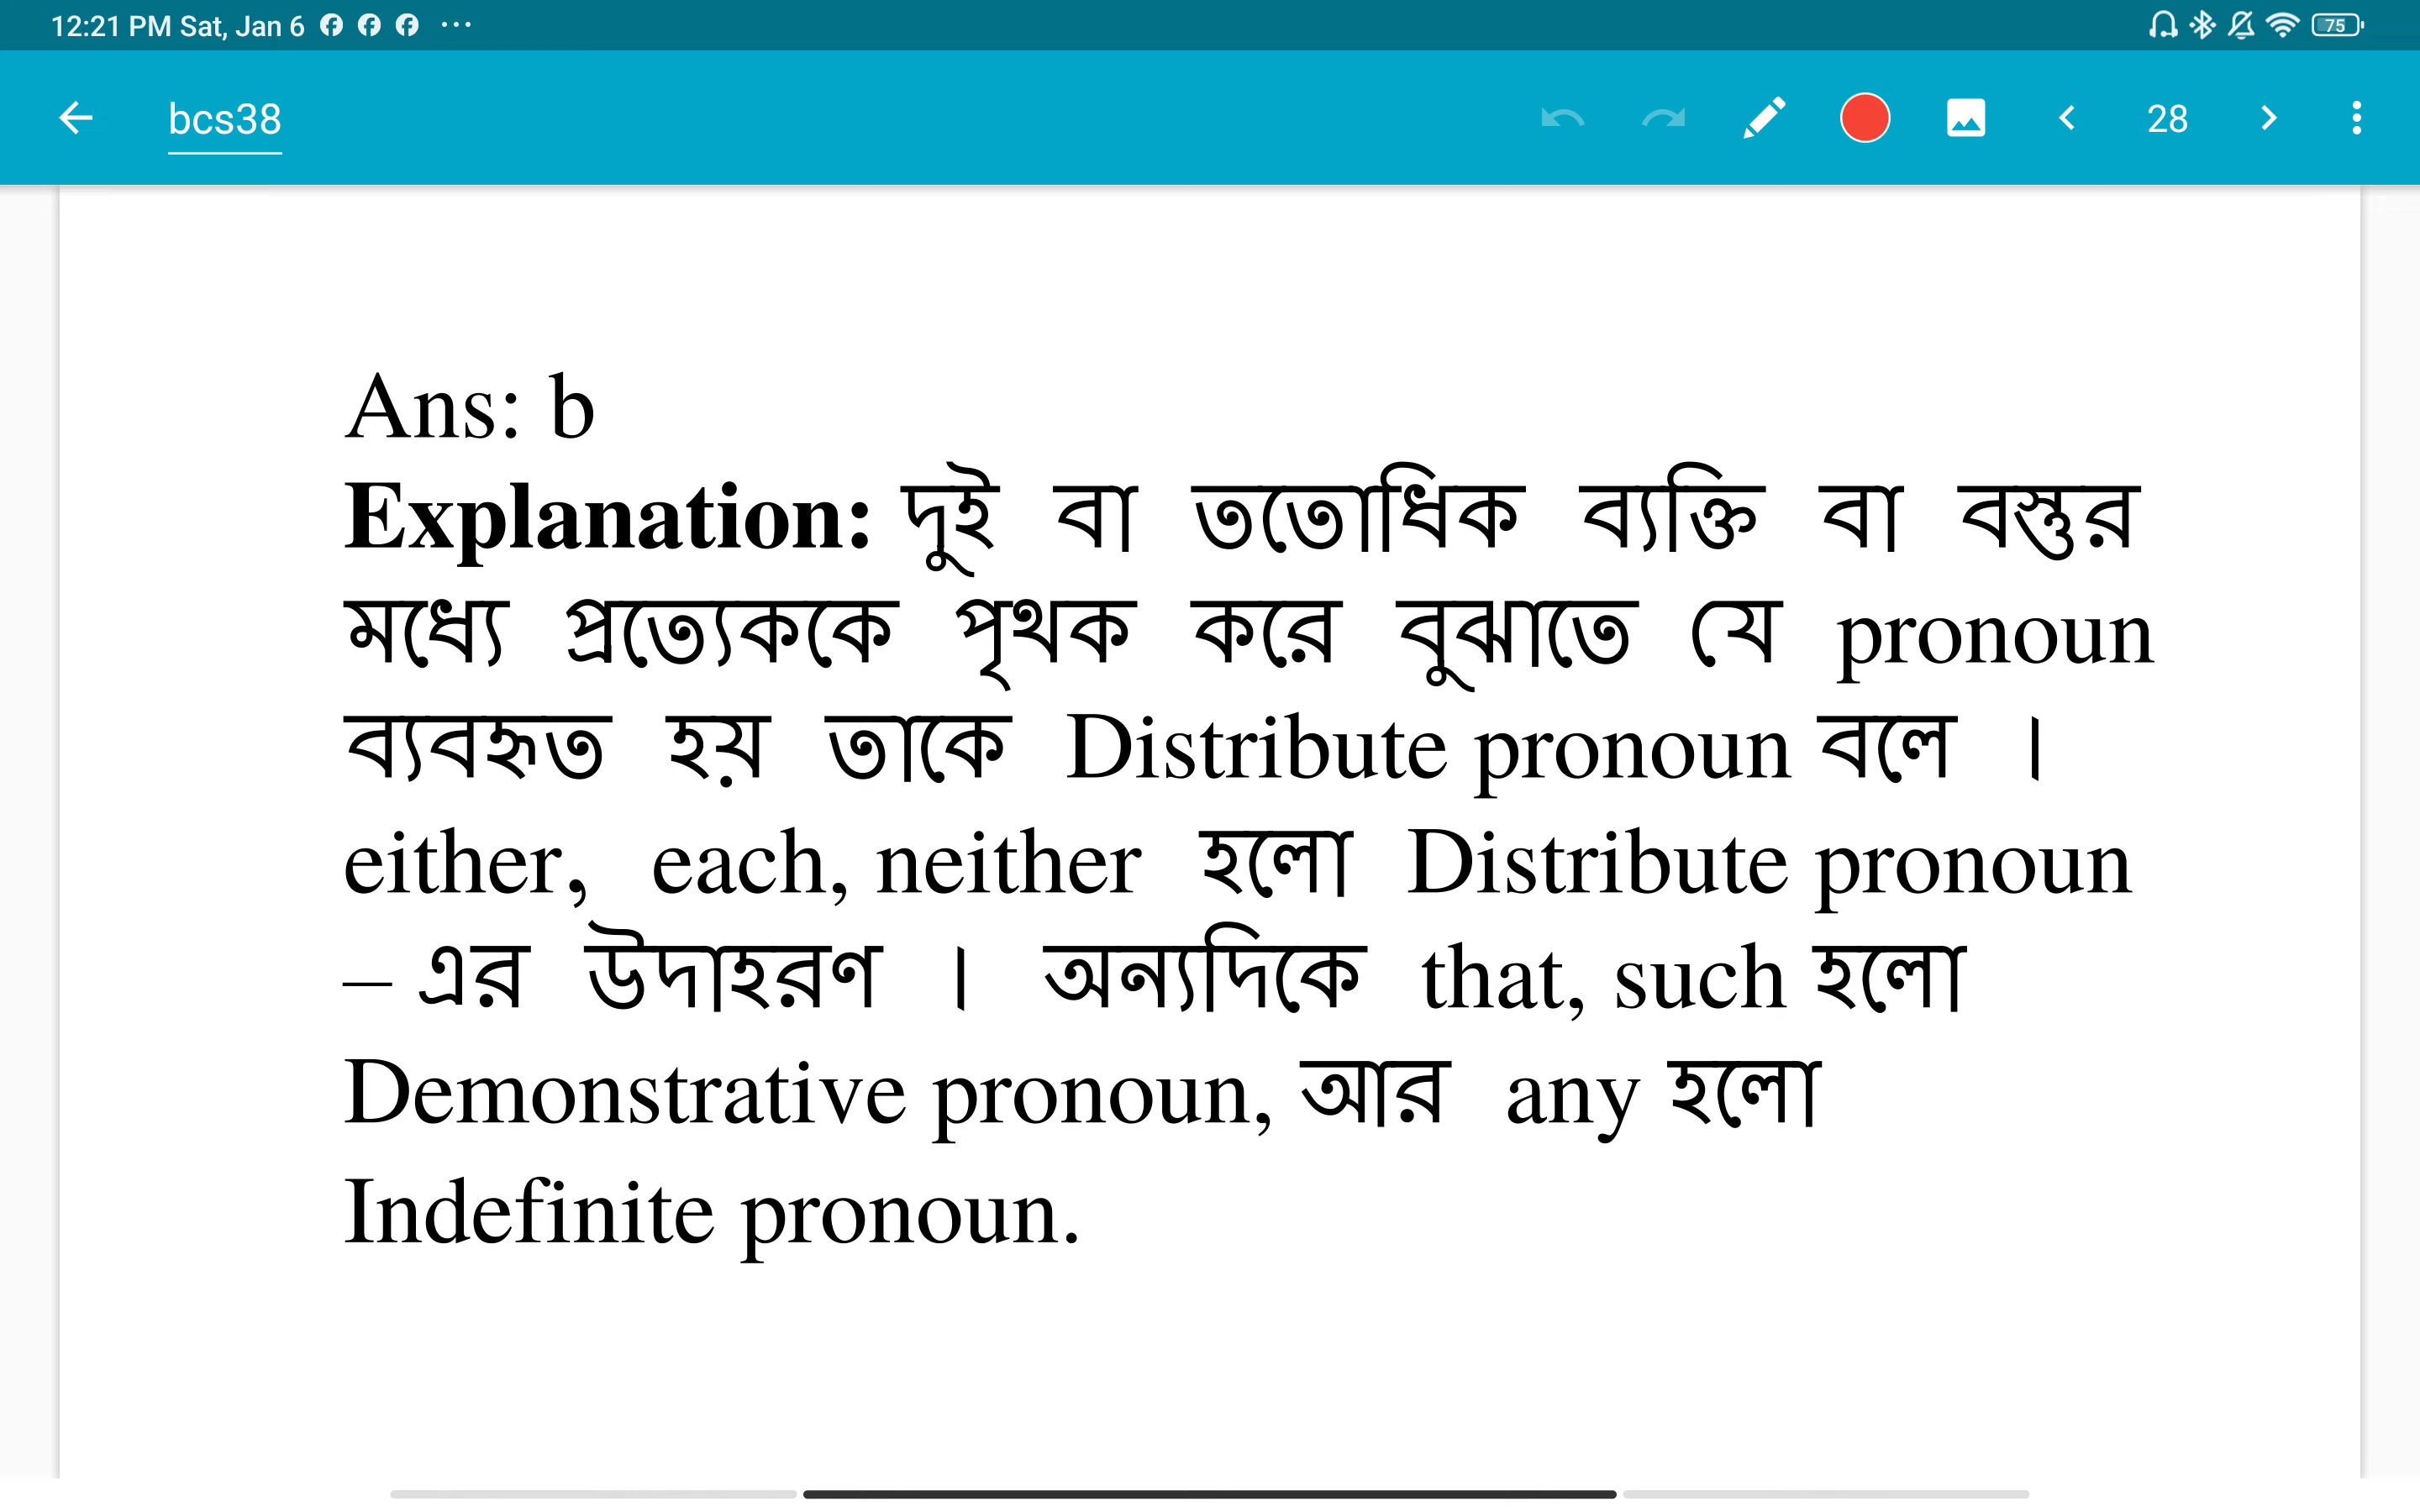 12:21 PM Sat, Jan 6 ...
75
bcs38
28
Ans: b
Explanation: দুই বা ততোধিক ব্যক্তি বা বস্তুর
মধ্যে প্রত্যেককে পৃথক করে বুঝাতে যে pronoun
ব্যবহৃত হয় তাকে Distribute pronoun বলে ।
either, each, neither হলো Distribute pronoun
– এর উদাহরণ । অন্যদিকে that, such হলো
Demonstrative pronoun, আর any হলো
Indefinite pronoun.